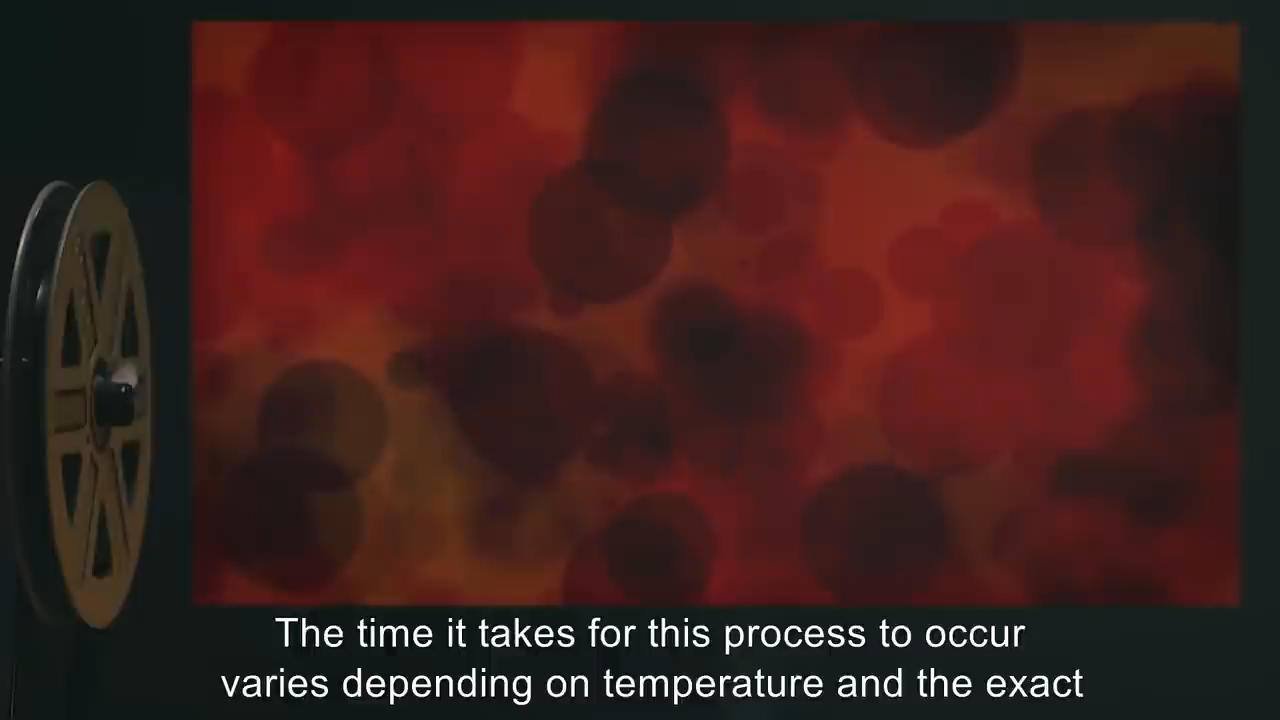 The time it takes for this process to occur
varies depending on temperature and the exact